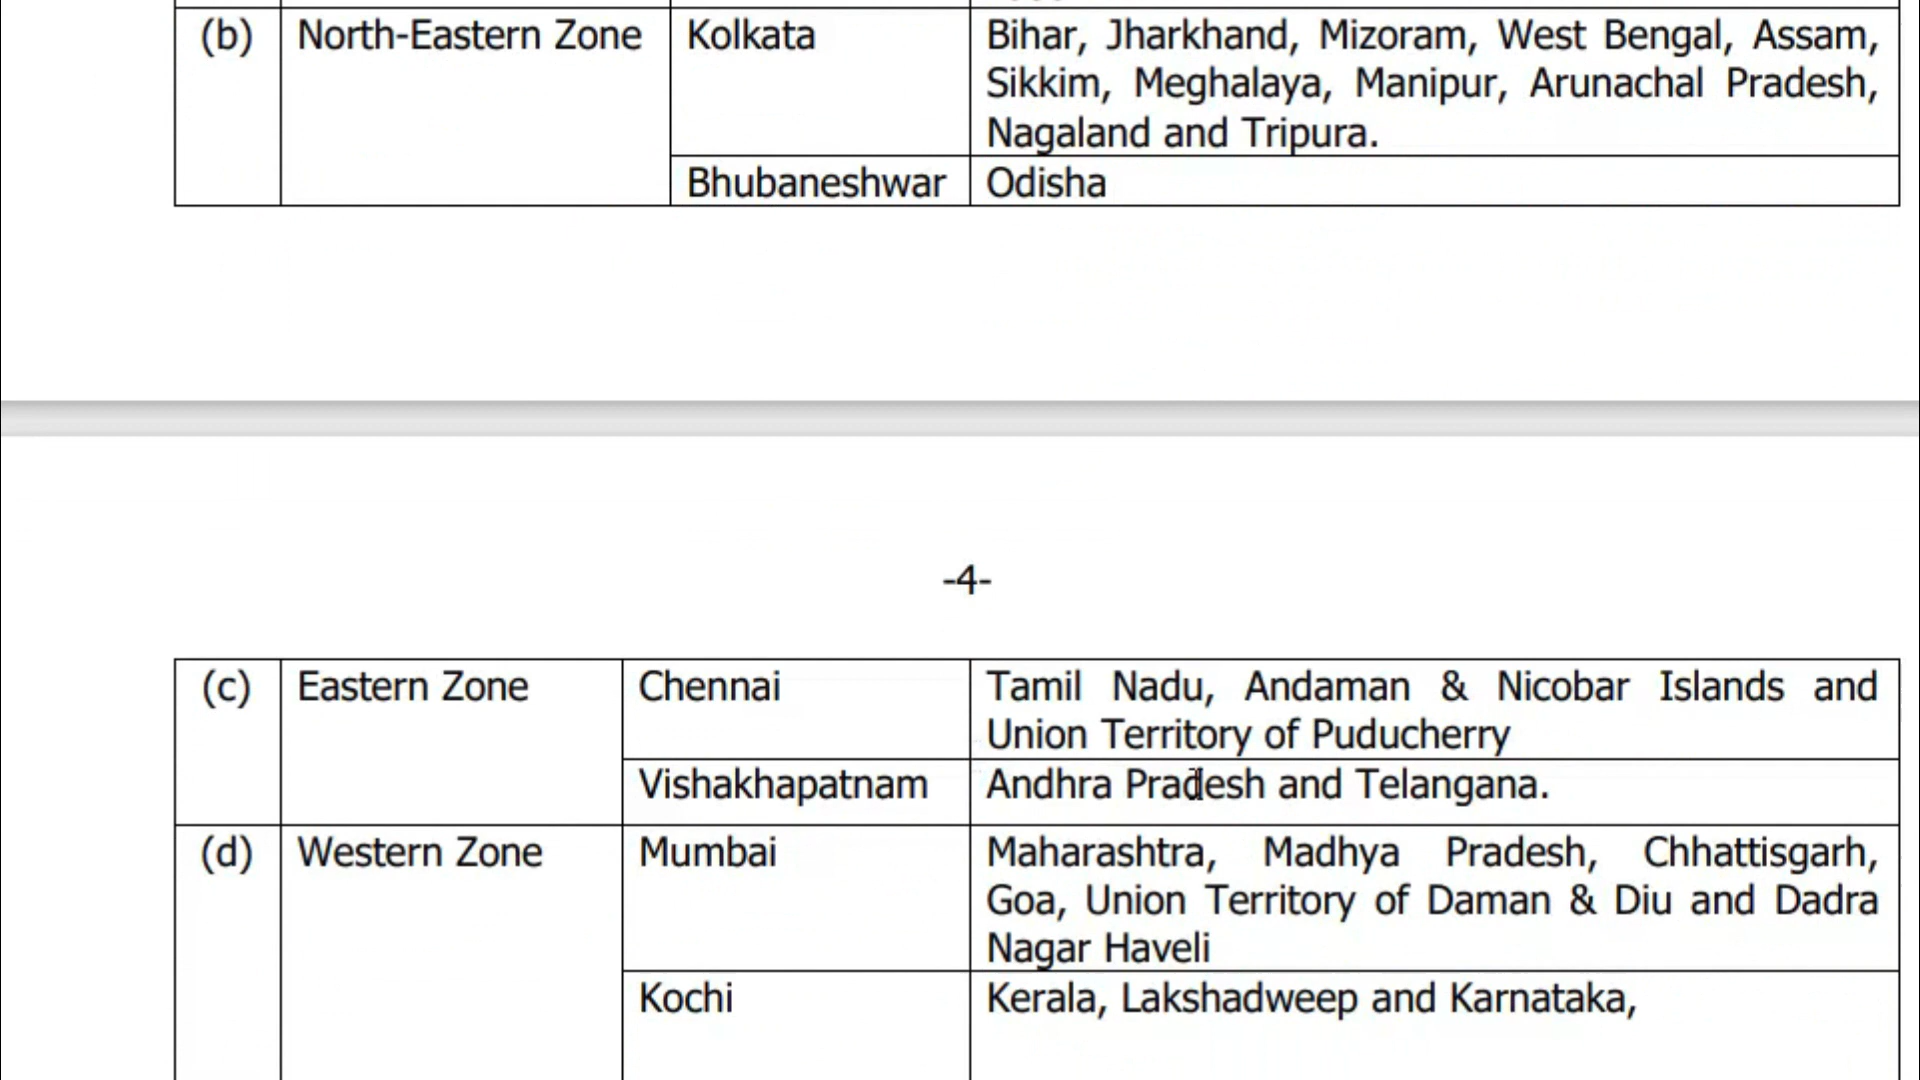 (b) North-Eastern Zone Kolkata Bihar, Jharkhand, Mizoram, West Bengal, Assam,
Sikkim, Meghalaya, Manipur, Arunachal Pradesh,
Nagaland and Tripura.
Bhubaneshwar Odisha
-4-
(c) Eastern Zone Chennai Tamil Nadu, Andaman & Nicobar Islands and
Union Territory of Puducherry
Vishakhapatnam Andhra Pradesh and Telangana.
(d) Western Zone Mumbai Maharashtra, Madhya Pradesh, Chhattisgarh,
Goa, Union Territory of Daman & Diu and Dadra
Nagar Haveli
Kochi Kerala, Lakshadweep and Karnataka,